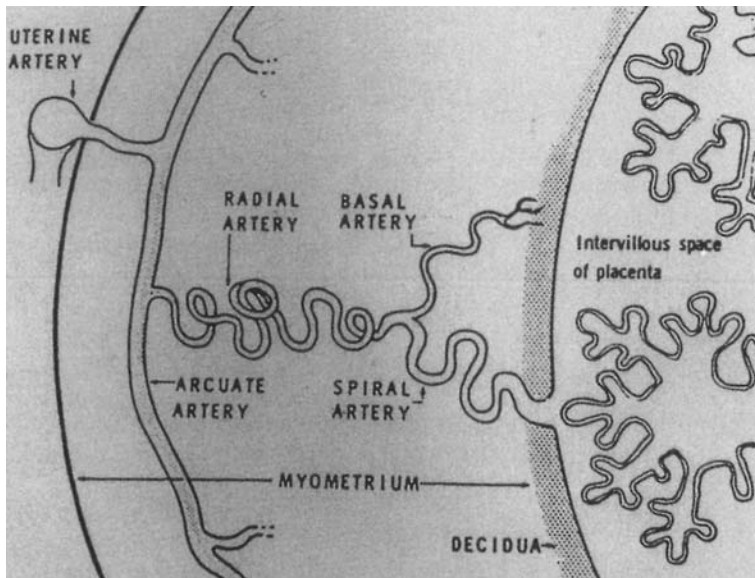 UTERINE
ARTERY
RADIAL
ARTERY
BASAL
ARTERY
Intervillous space
of placenta
ARCUATE
ARTERY
SPIRAL
ARTERY
MYOMETRIUM
DECIDUA